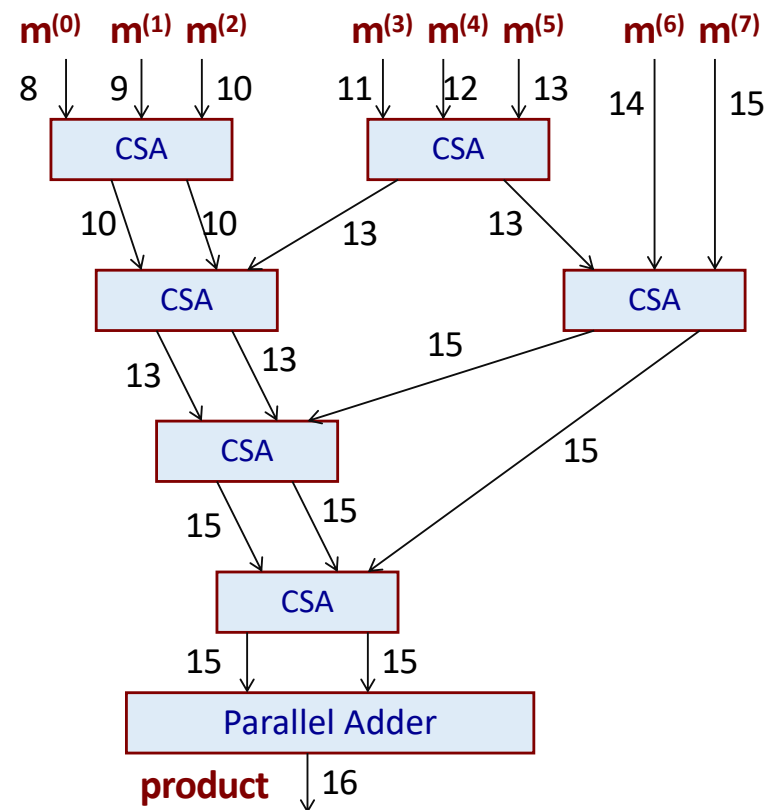 m(0) m(1) m(2) m(3) m(4) m(5) m(6) m(7)
8 9 10 11 12 13 14 15
CSA CSA
10 10 13 13
CSA CSA
13 13 15
CSA
15
15 15
CSA
15 15
Parallel Adder
product 16